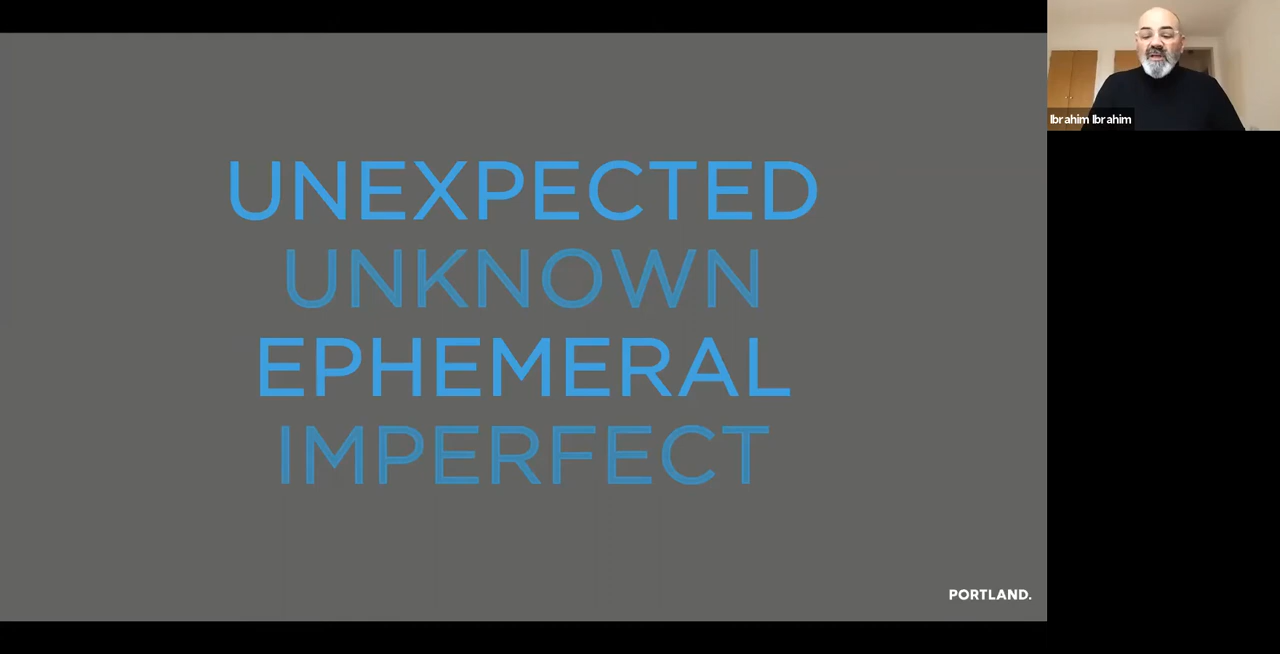 UNEXPECTED
UNKNOWN
EPHEMERAL
IMPERFECT
PORTLAND.
Ibrahim Ibrahim